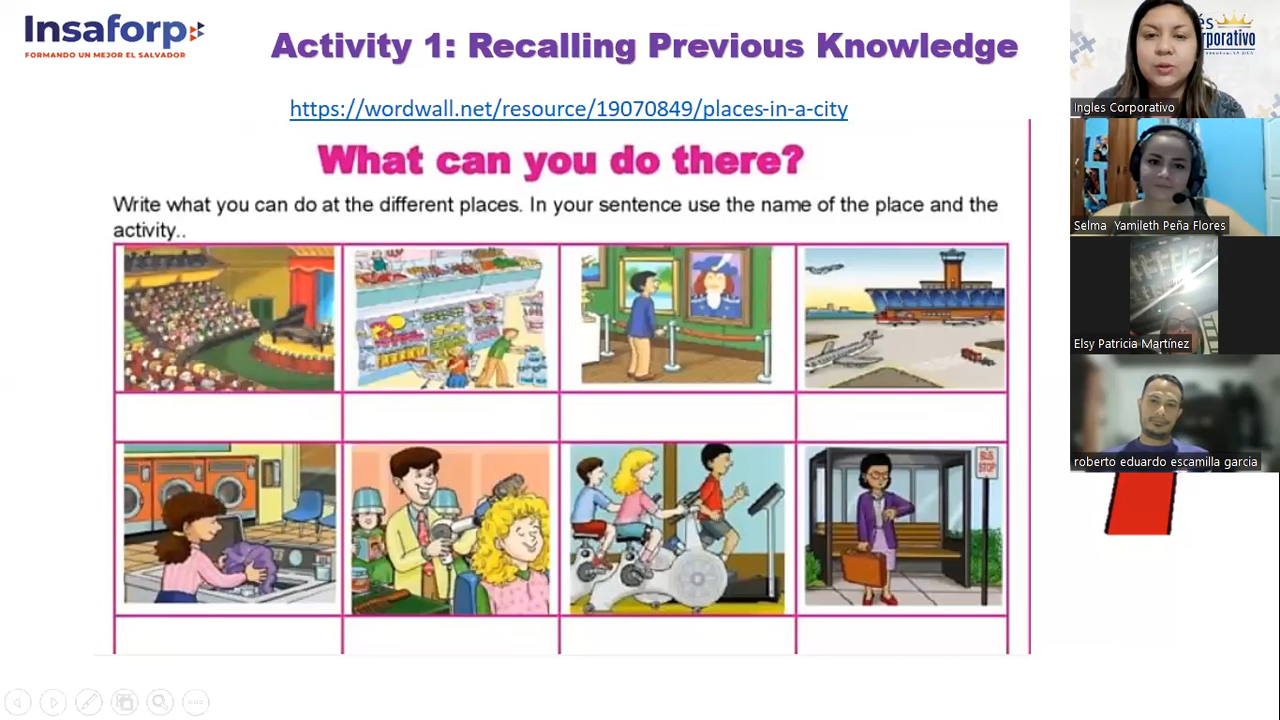 Insaforp
FORMANDO UN MEJOR EL SALVADOR
Activity 1: Recalling Previous Knowledge
https://wordwall.net/resource/19070849/places-in-a-city
What can you do there?
Write what you can do at the different places. In your sentence use the name of the place and the
activity..
BUS
STOP
Ingles Corporativo
Selma Yamileth Peña Flores
Elsy Patricia Martínez
roberto eduardo escamilla garcia